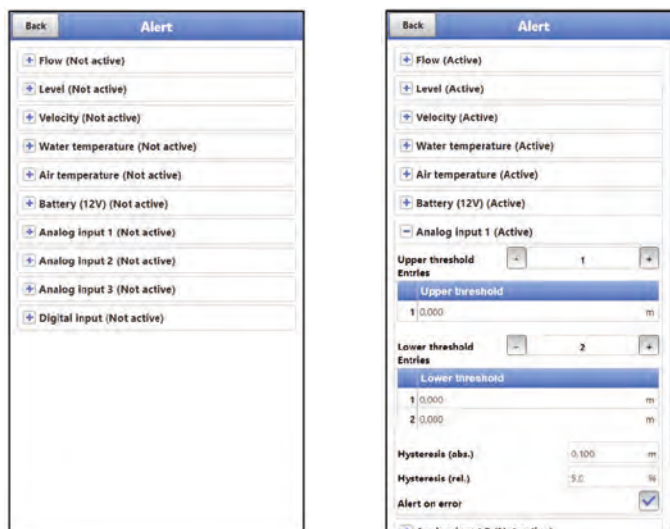 Back
Alert
Flow (Not active)
Level (Not active)
Velocity (Not active)
Water temperature (Not active)
Air temperature (Not active)
Battery (12V) (Not active)
Analog input 1 (Not active)
Analog input 2 (Not active)
Analog input 3 (Not active)
Digital input (Not active)
Back
Alert
Flow (Active)
Level (Active)
Velocity (Active)
Water temperature (Active)
Air temperature (Active)
Battery (12V) (Active)
Analog input 1 (Active)
Upper threshold - 1 +
Entries
Upper threshold
1 0.000 m
Lower threshold - 2 +
Entries
Lower threshold
1 0.000 m
2 0.000 m
Hysteresis (abs.) 0.100 m
Hysteresis (rel.) 5.0 %
Alert on error